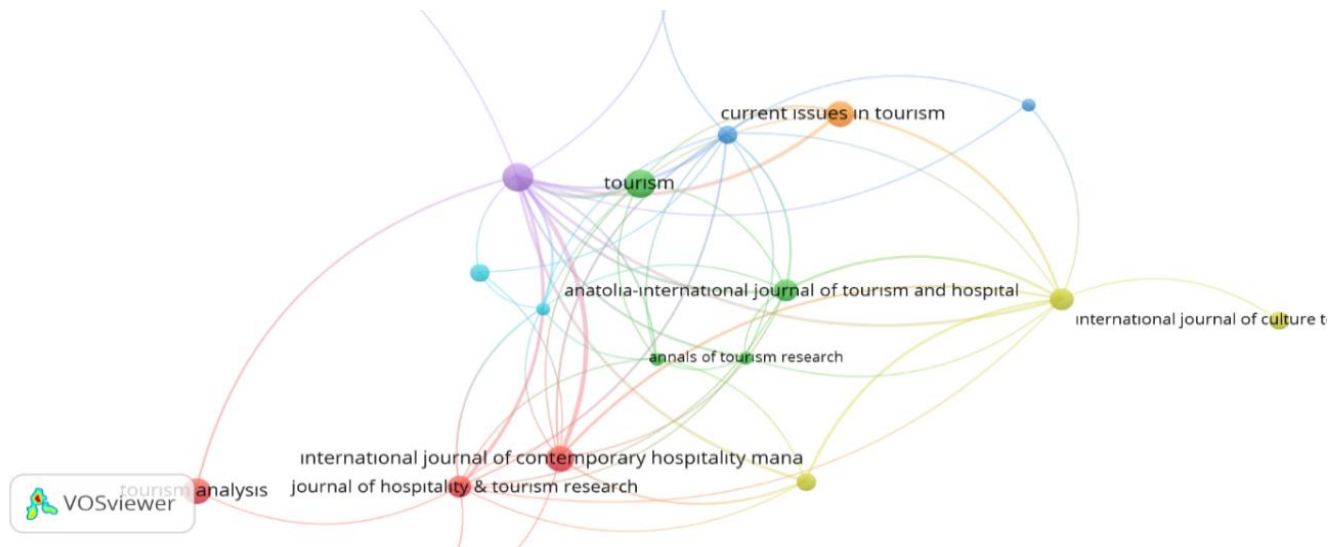 current issues in tourism
tourism
anatolia-international journal of tourism and hospital
international journal of culture t
annals of tourism research
international journal of contemporary hospitality mana
journal of hospitality & tourism research
tourism analysis
VOSviewer